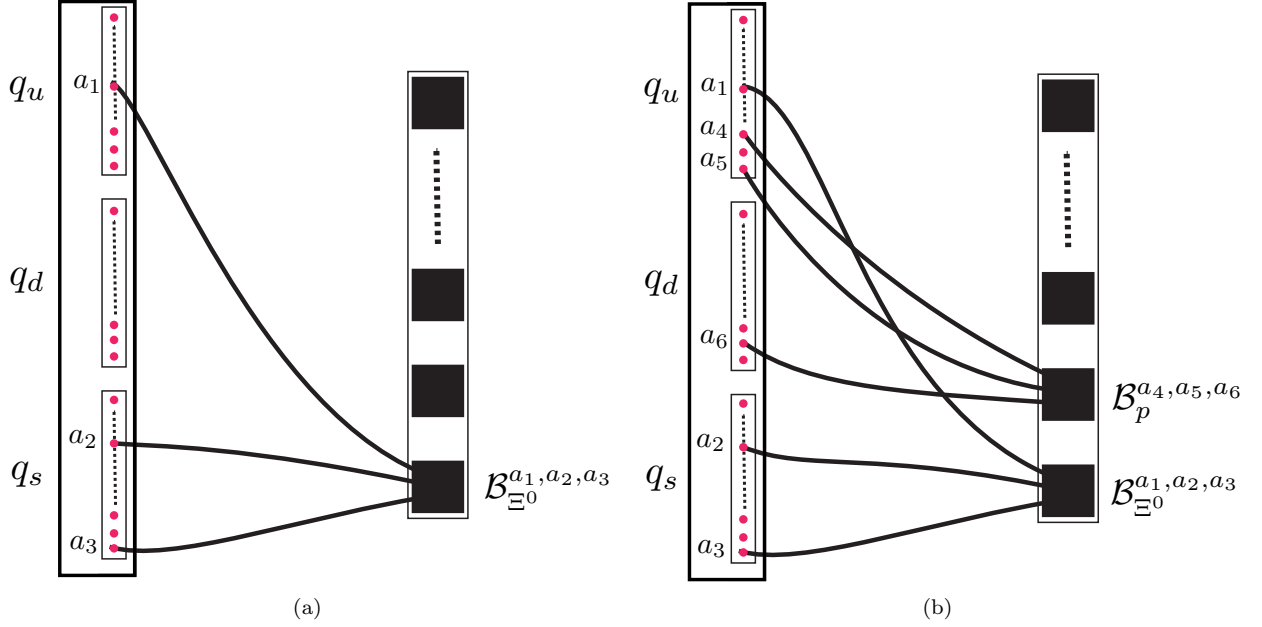 q_u
a_1
q_d
q_s
a_2
a_3
\mathcal{B}_{\Xi^0}^{a_1,a_2,a_3}
(a)
q_u
a_1
a_4
a_5
q_d
a_6
q_s
a_2
a_3
\mathcal{B}_p^{a_4,a_5,a_6}
\mathcal{B}_{\Xi^0}^{a_1,a_2,a_3}
(b)